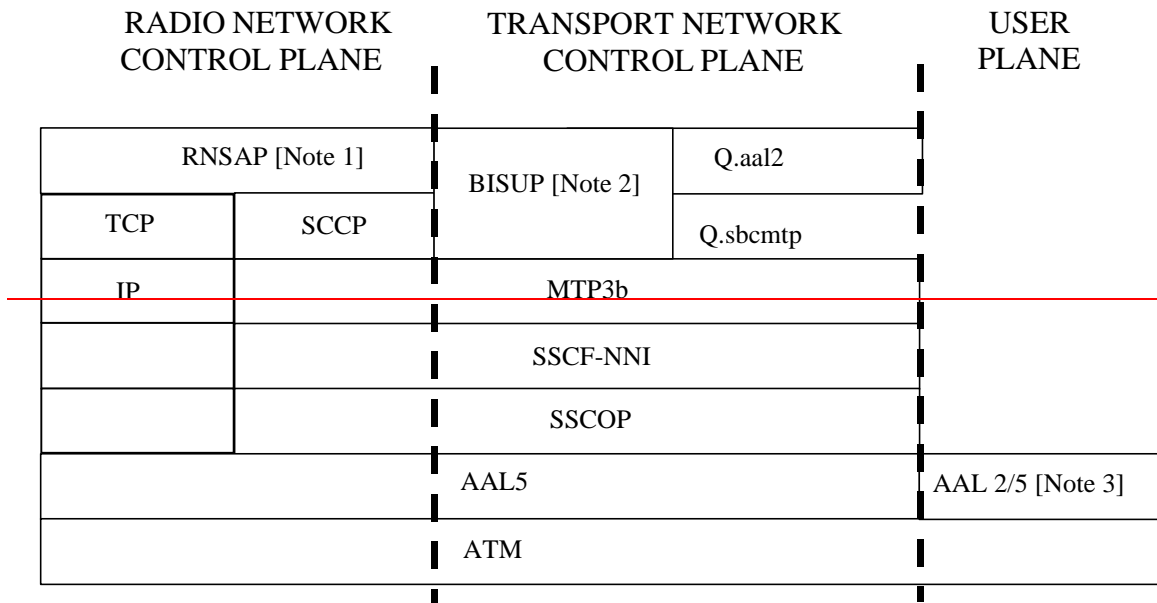 RADIO NETWORK
CONTROL PLANE
TRANSPORT NETWORK
CONTROL PLANE
USER
PLANE
RNSAP [Note 1]
BISUP [Note 2]
Q.aal2
TCP
SCCP
Q.sbcmtp
IP
MTP3b
SSCF-NNI
SSCOP
AAL5
AAL 2/5 [Note 3]
ATM